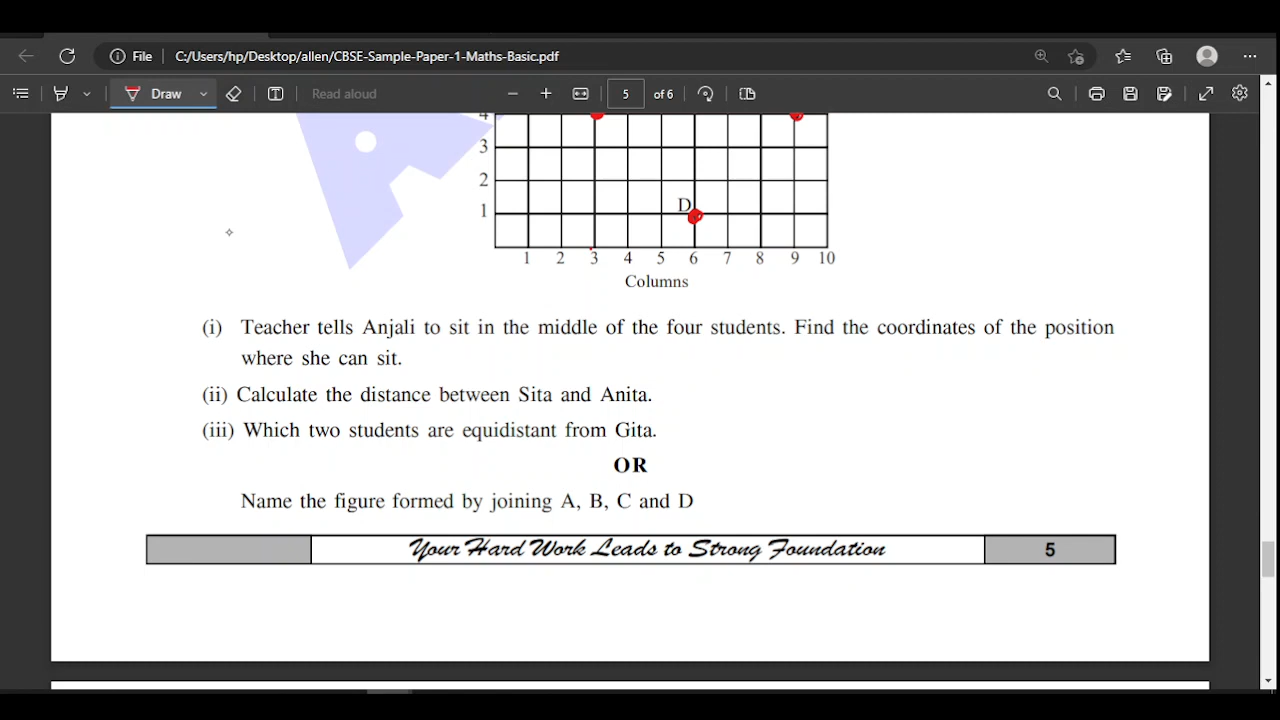 File
C:/Users/hp/Desktop/allen/CBSE-Sample-Paper-1-Maths-Basic.pdf
Draw
Read aloud
5
of 6
4
3
2
1
D
1 2 3 4 5 6 7 8 9 10
Columns
(i) Teacher tells Anjali to sit in the middle of the four students. Find the coordinates of the position
where she can sit.
(ii) Calculate the distance between Sita and Anita.
(iii) Which two students are equidistant from Gita.
OR
Name the figure formed by joining A, B, C and D
Your Hard Work Leads to Strong Foundation
5